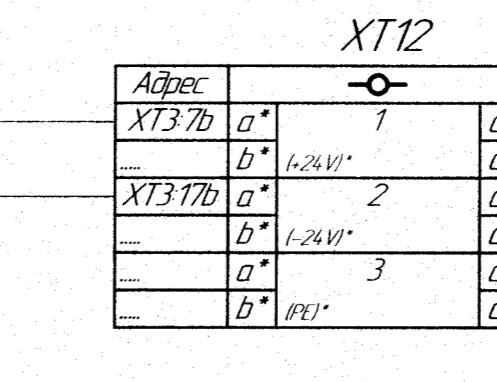 XT12
Адрес
XT3:7b a* 1 a
..... b* (+24V)* a
XT3:17b a* 2 a
..... b* (-24V)* a
..... a* 3 a
..... b* (PE)* a